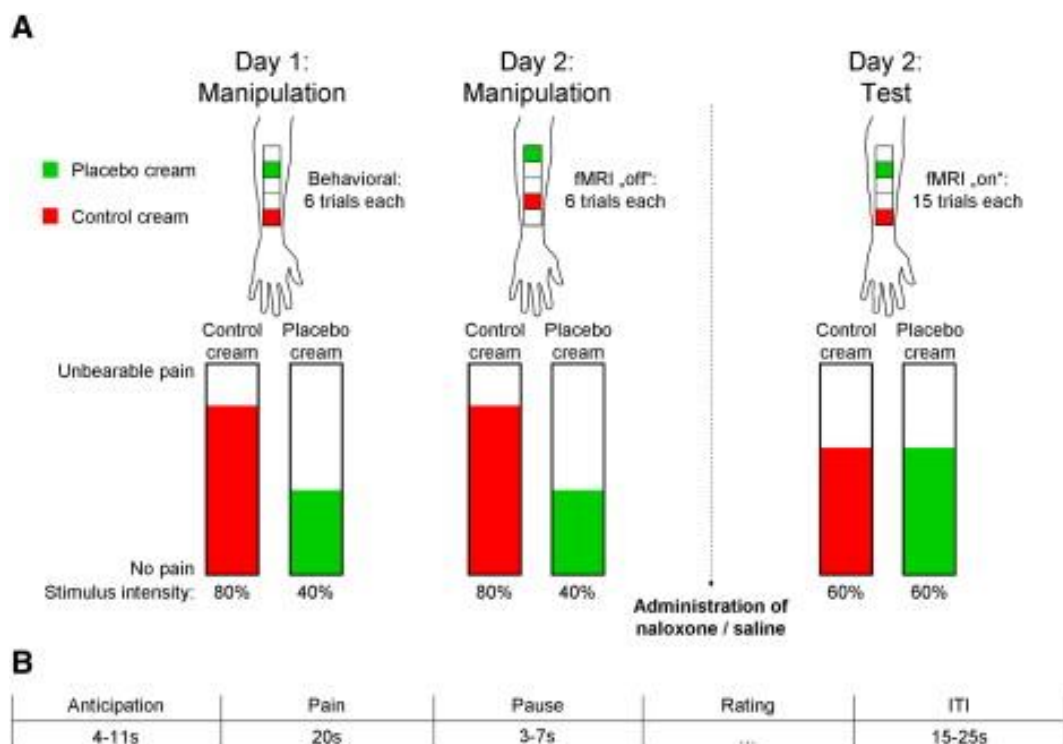 A
Day 1:
Manipulation
Day 2:
Manipulation
Day 2:
Test
Placebo cream
Control cream
Behavioral:
6 trials each
fMRI „off“:
6 trials each
fMRI „on“:
15 trials each
Control cream
Placebo cream
Control cream
Placebo cream
Control cream
Placebo cream
Unbearable pain
No pain
Stimulus intensity: 80% 40% 80% 40% 60% 60%
Administration of
naloxone / saline
B
Anticipation Pain Pause Rating ITI
4-11s 20s 3-7s ... 15-25s